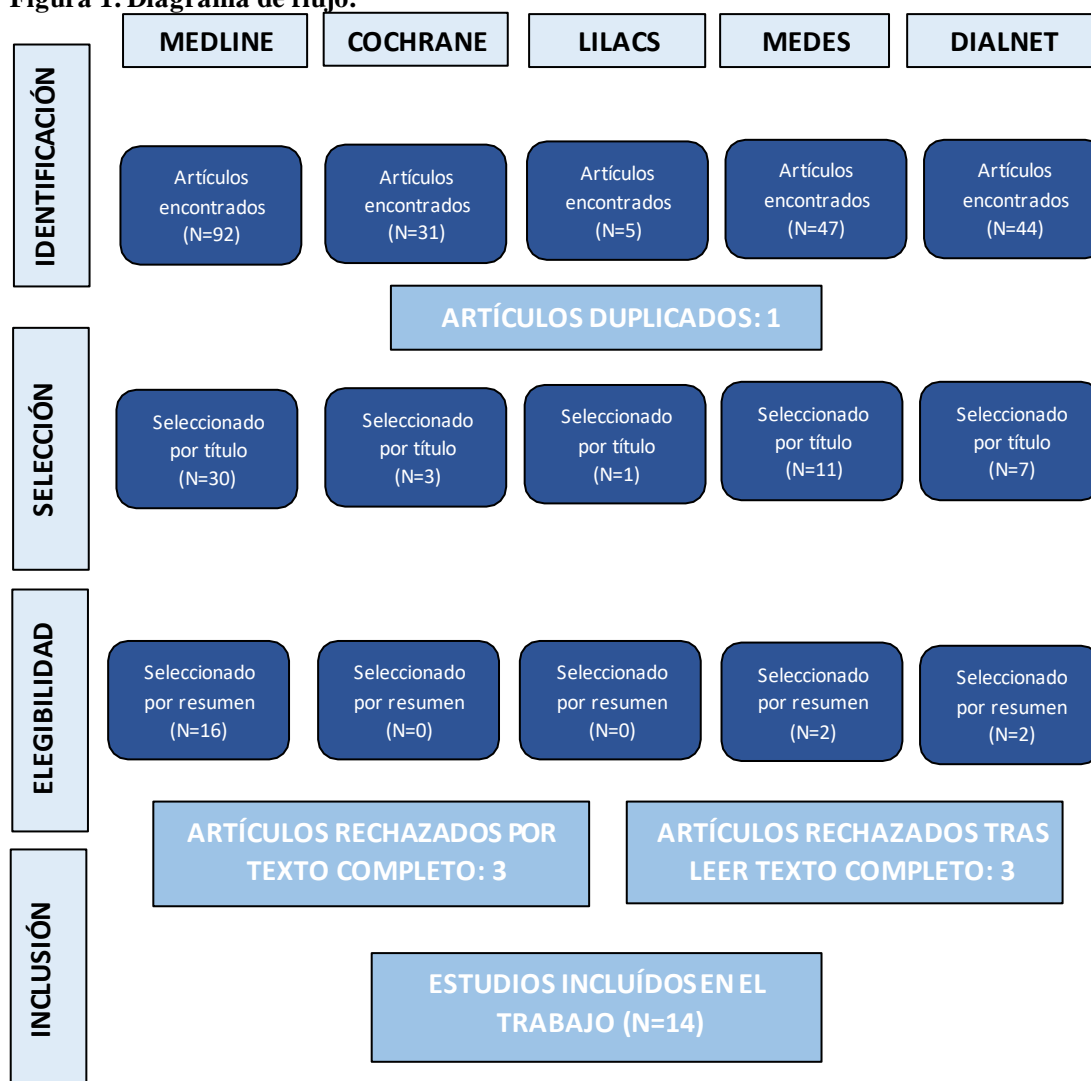 Figura 1. Diagrama de flujo.
MEDLINE
COCHRANE
LILACS
MEDES
DIALNET
IDENTIFICACIÓN
Artículos
encontrados
(N=92)
Artículos
encontrados
(N=31)
Artículos
encontrados
(N=5)
Artículos
encontrados
(N=47)
Artículos
encontrados
(N=44)
ARTÍCULOS DUPLICADOS: 1
SELECCIÓN
Seleccionado
por título
(N=30)
Seleccionado
por título
(N=3)
Seleccionado
por título
(N=1)
Seleccionado
por título
(N=11)
Seleccionado
por título
(N=7)
ELEGIBILIDAD
Seleccionado
por resumen
(N=16)
Seleccionado
por resumen
(N=0)
Seleccionado
por resumen
(N=0)
Seleccionado
por resumen
(N=2)
Seleccionado
por resumen
(N=2)
ARTÍCULOS RECHAZADOS POR
TEXTO COMPLETO: 3
ARTÍCULOS RECHAZADOS TRAS
LEER TEXTO COMPLETO: 3
INCLUSIÓN
ESTUDIOS INCLUÍDOS EN EL
TRABAJO (N=14)